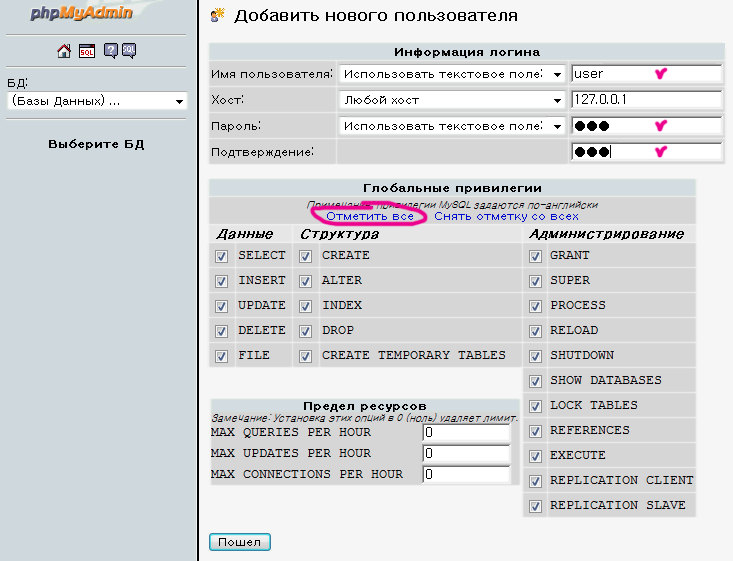 phpMyAdmin
SQL
? SQL
БД:
(Базы Данных) ...
Выберите БД
Добавить нового пользователя
Информация логина
Имя пользователя: Использовать текстовое поле: user
Хост: Любой хост 127.0.0.1
Пароль: Использовать текстовое поле: ●●●
Подтверждение: ●●●
Глобальные привилегии
Примечание: привилегии MySQL задаются по-английски
Отметить все Снять отметку со всех
Данные Структура Администрирование
SELECT CREATE GRANT
INSERT ALTER SUPER
UPDATE INDEX PROCESS
DELETE DROP RELOAD
FILE CREATE TEMPORARY TABLES SHUTDOWN
SHOW DATABASES
LOCK TABLES
REFERENCES
EXECUTE
REPLICATION CLIENT
REPLICATION SLAVE
Предел ресурсов
Замечание: Установка этих опций в 0 (ноль) удаляет лимит.
MAX QUERIES PER HOUR 0
MAX UPDATES PER HOUR 0
MAX CONNECTIONS PER HOUR 0
Пошел